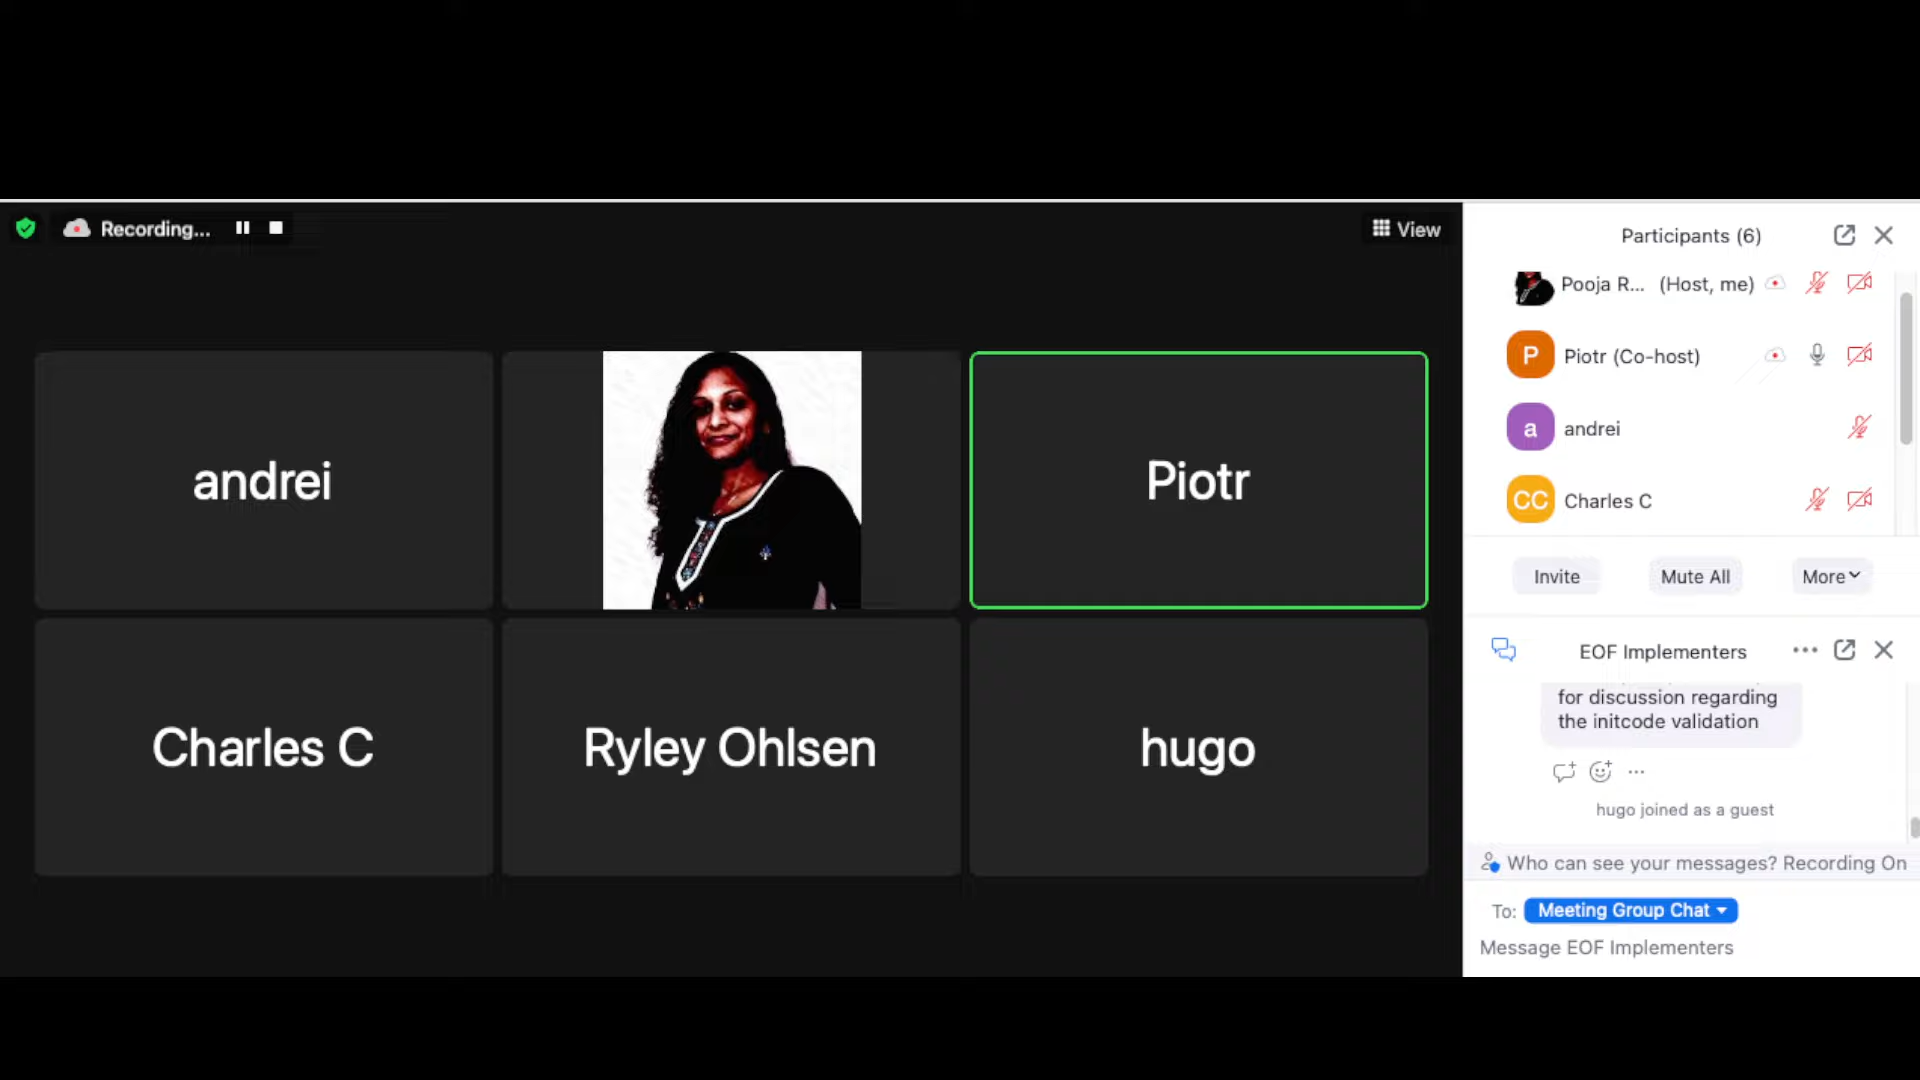 Recording...
View
andrei
Piotr
Charles C
Ryley Ohlsen
hugo
Participants (6)
Pooja R... (Host, me)
P Piotr (Co-host)
a andrei
CC Charles C
Invite Mute All More
EOF Implementers
for discussion regarding
the initcode validation
hugo joined as a guest
Who can see your messages? Recording On
To: Meeting Group Chat
Message EOF Implementers